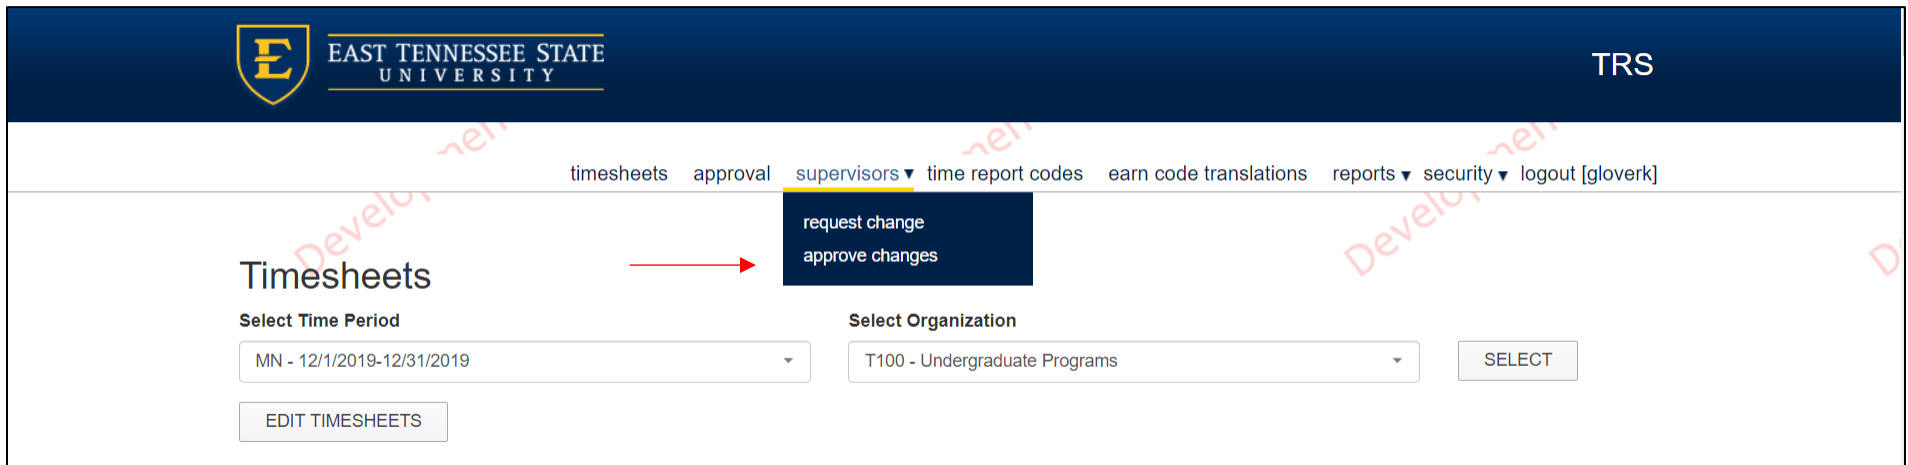 EAST TENNESSEE STATE
UNIVERSITY
TRS
timesheets approval supervisors ▾ time report codes earn code translations reports ▾ security ▾ logout [gloverk]
request change
approve changes
Timesheets
Select Time Period
Select Organization
MN - 12/1/2019-12/31/2019
T100 - Undergraduate Programs
SELECT
EDIT TIMESHEETS